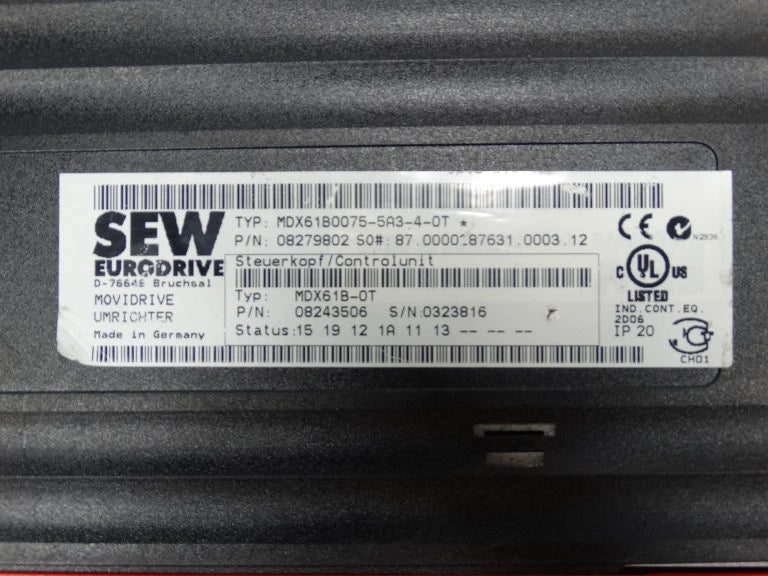 SEW
EURODRIVE
D-76646 Bruchsal
MOVIDRIVE
UMRICHTER
Made in Germany
TYP: MDX61B0075-5A3-4-0T *
P/N: 08279802 SO#: 87.0000187631.0003.12
Steuerkopf/Controlunit
Typ: MDX61B-0T
P/N: 08243506 S/N:0323816
Status:15 19 12 1A 11 13 -- -- --
CE
N2936
C UL US
LISTED
IND.CONT.EQ.
2D06
IP 20
CH01